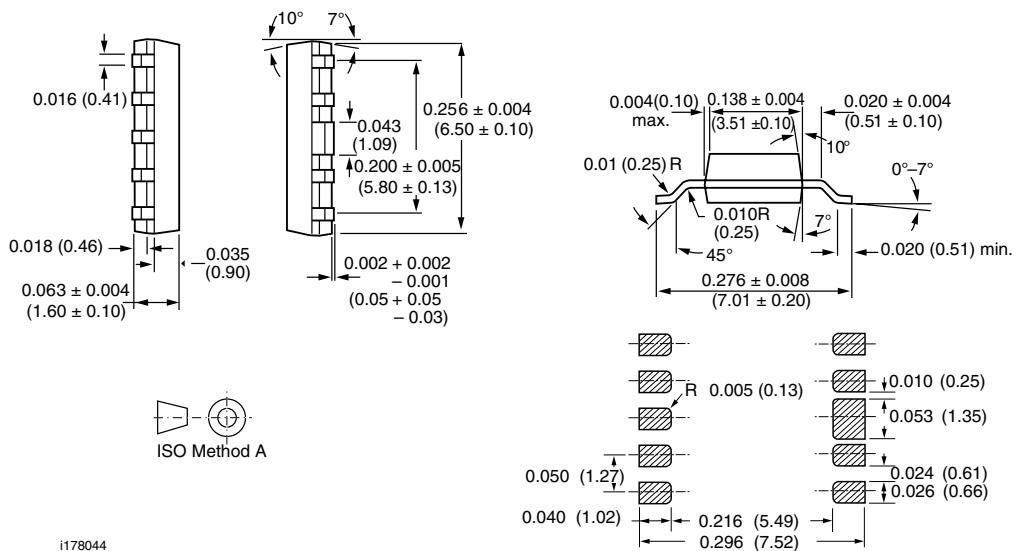 10° 7°
0.016 (0.41)
0.256 ± 0.004
(6.50 ± 0.10)
0.043
(1.09)
0.200 ± 0.005
(5.80 ± 0.13)
0.018 (0.46)
0.035
(0.90)
0.063 ± 0.004
(1.60 ± 0.10)
0.002 + 0.002
– 0.001
(0.05 + 0.05
– 0.03)
0.004(0.10)
max.
0.138 ± 0.004
(3.51 ±0.10)
0.020 ± 0.004
(0.51 ± 0.10)
10°
0.01 (0.25) R
0°–7°
0.010R
(0.25)
7°
45°
0.020 (0.51) min.
0.276 ± 0.008
(7.01 ± 0.20)
R 0.005 (0.13)
0.010 (0.25)
0.053 (1.35)
0.050 (1.27)
0.024 (0.61)
0.026 (0.66)
0.040 (1.02)
0.216 (5.49)
0.296 (7.52)
ISO Method A
i178044